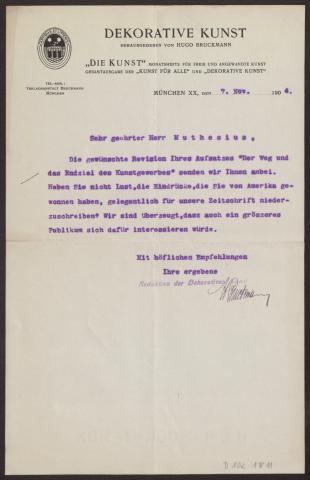 DEKORATIVE KUNST
HERAUSGEGEBEN VON HUGO BRUCKMANN
„DIE KUNST“ MONATSHEFTE FÜR FREIE UND ANGEWANDTE KUNST
GESAMTAUSGABE DER „KUNST FÜR ALLE“ UND „DEKORATIVE KUNST“
TEL.-ADR.:
VERLAGSANSTALT BRUCKMANN
MÜNCHEN
MÜNCHEN XX, DEN 7. Nov. 1904.
Sehr geehrter Herr Muthesius,
Die gewünschte Revision Ihres Aufsatzes "Der Weg und
das Endziel des Kunstgewerbes" senden wir Ihnen anbei.
Haben Sie nicht Lust, die Eindrücke, die Sie von Amerika ge-
wonnen haben, gelegentlich für unsere Zeitschrift nieder-
zuschreiben? Wir sind überzeugt, dass auch ein grösseres
Publikum sich dafür interessieren würde.
Mit höflichen Empfehlungen
Ihre ergebene
Redaktion der Dekorativen Kunst
D 102